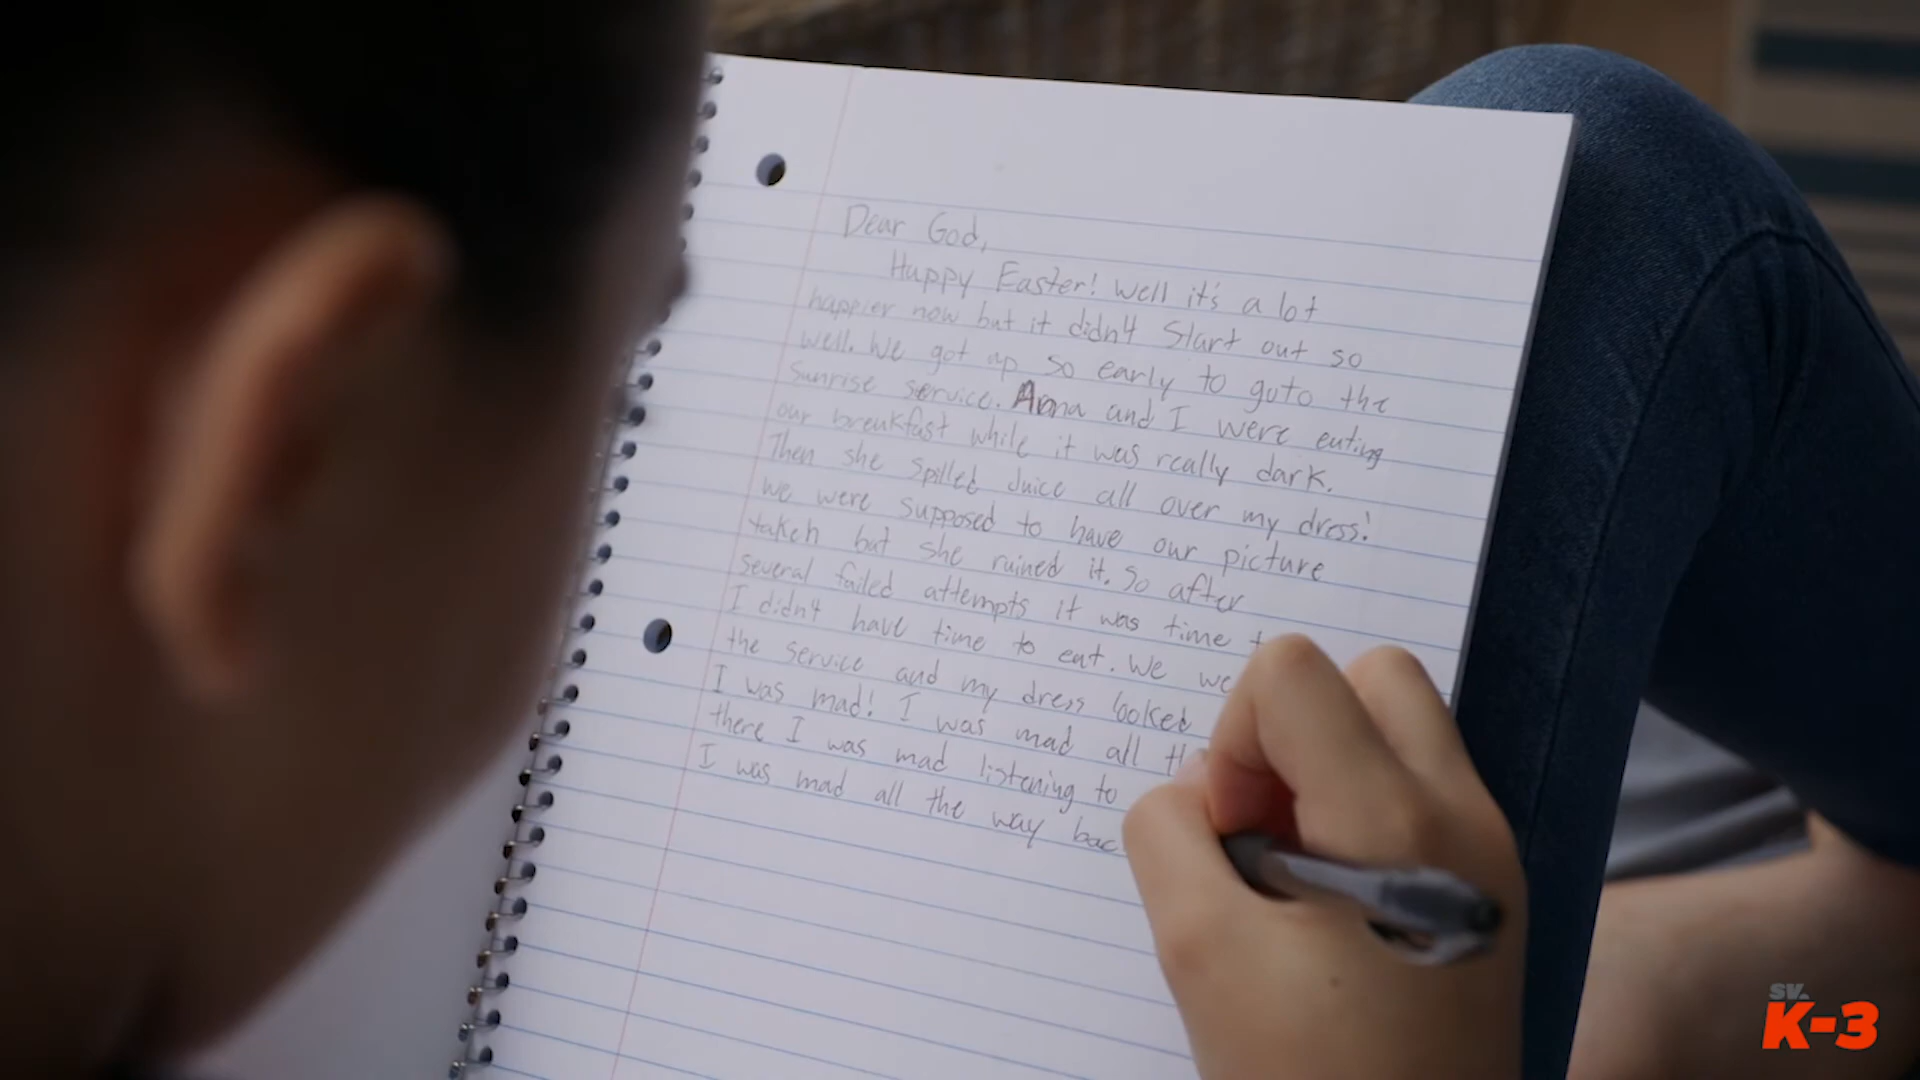 Dear God,
Happy Easter! Well it's a lot
happier now but it didn't Start out so
well. We got up so early to goto the
sunrise service. Anna and I were eating
our breakfast while it was really dark.
Then she spilled Juice all over my dress!
we were supposed to have our picture
taken but she ruined it. So after
several failed attempts it was time
I didn't have time to eat. We we
the service and my dress looked
I was mad! I was mad all th
there I was mad listening to
I was mad all the way bac
SV.
K-3